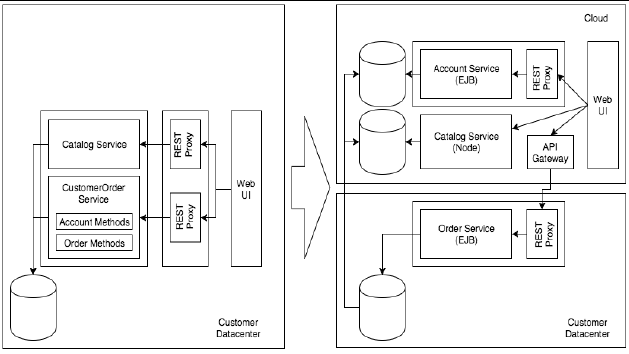 Catalog Service
REST
Proxy
CustomerOrder
Service
Account Methods
Order Methods
REST
Proxy
Web
UI
Customer
Datacenter
Cloud
Account Service
(EJB)
REST
Proxy
Web
UI
Catalog Service
(Node)
API
Gateway
Order Service
(EJB)
REST
Proxy
Customer
Datacenter